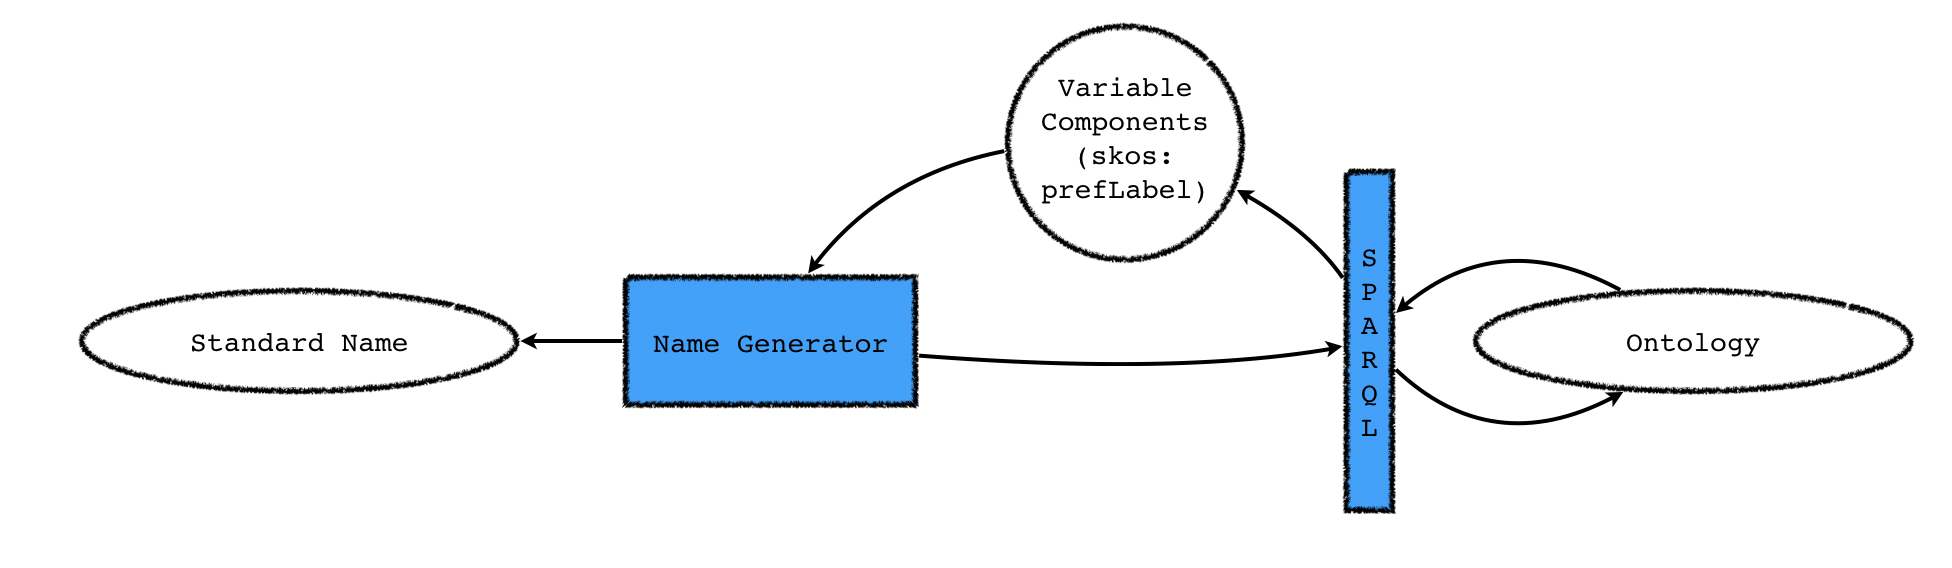 Variable
Components
(skos:
prefLabel)
Standard Name
Name Generator
S
P
A
R
Q
L
Ontology